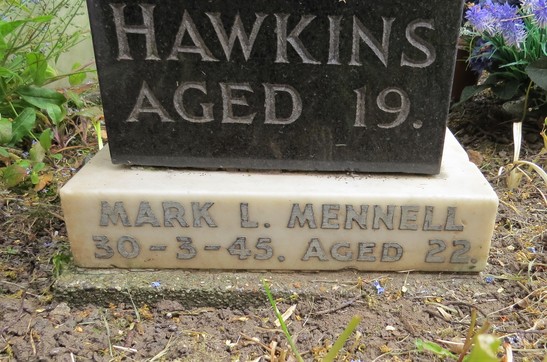 HAWKINS
AGED 19.
MARK L. MENNELL
30-3-45. AGED 22.